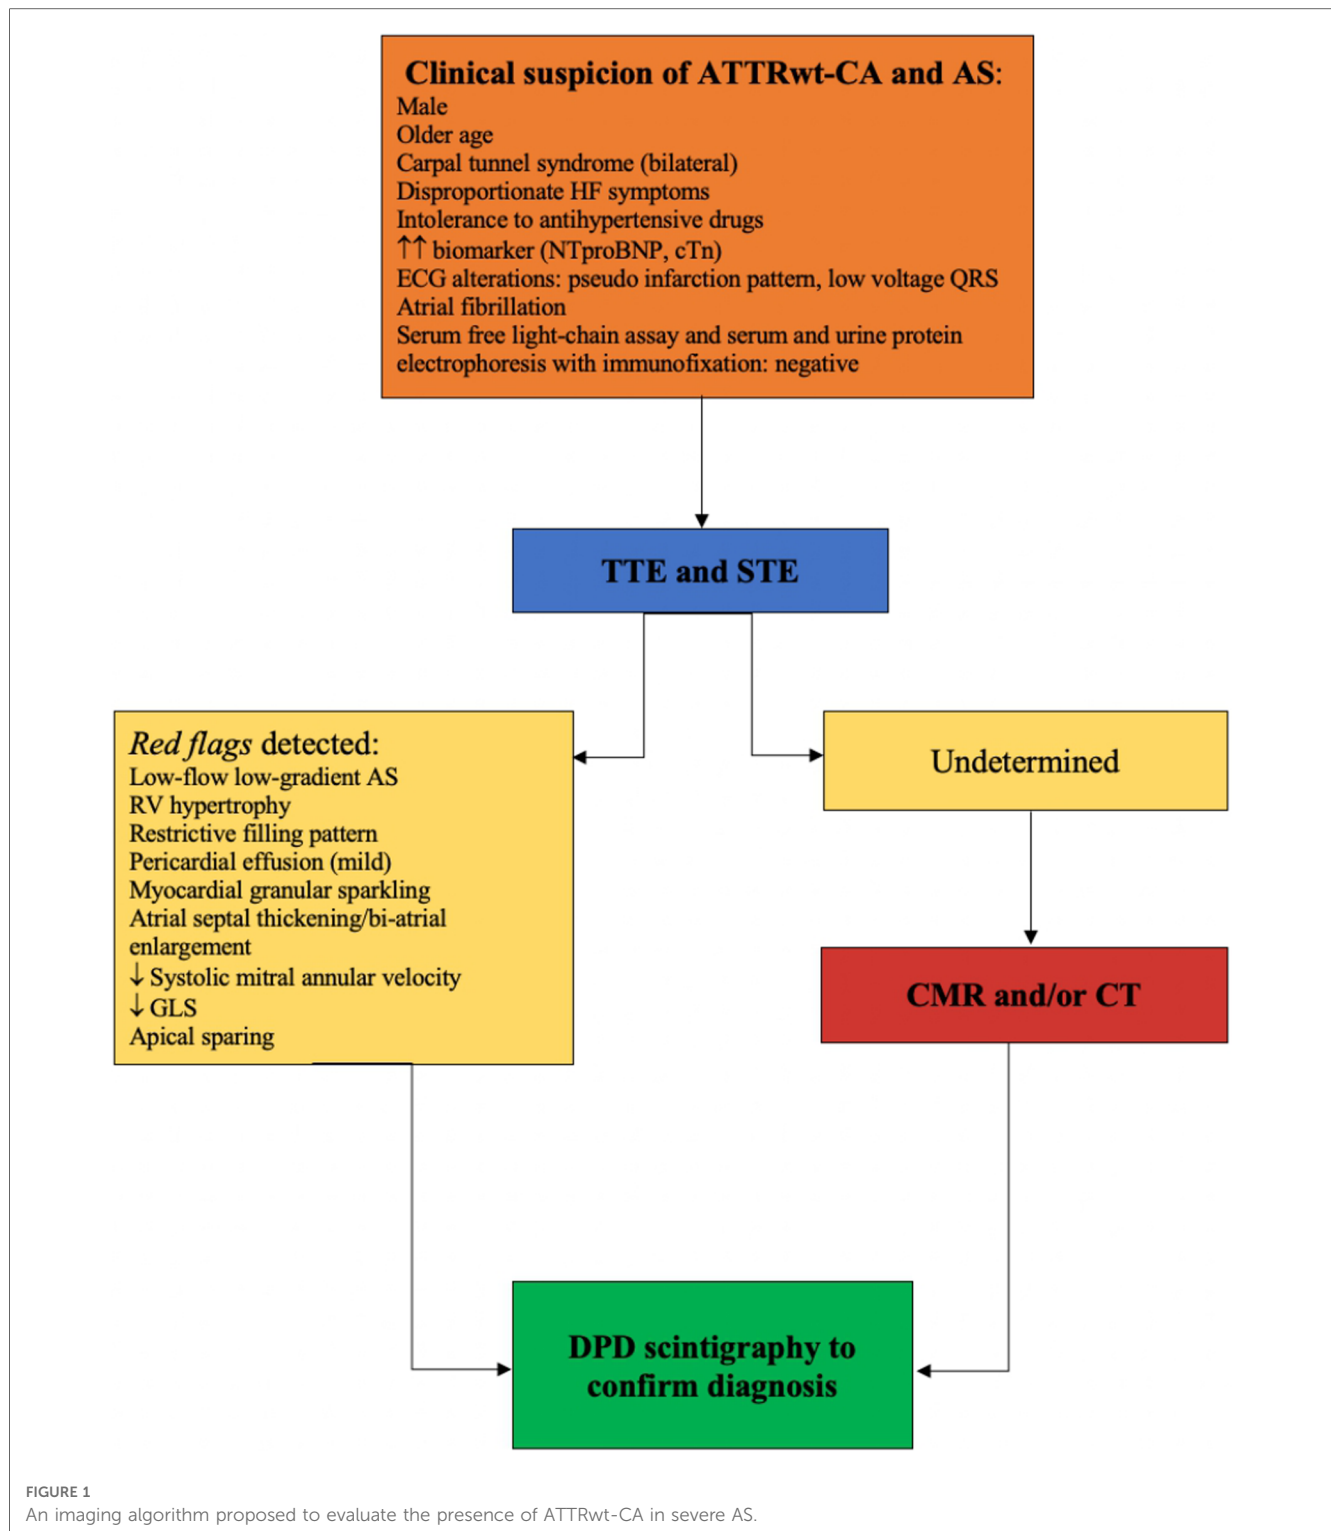 Clinical suspicion of ATTRwt-CA and AS:
Male
Older age
Carpal tunnel syndrome (bilateral)
Disproportionate HF symptoms
Intolerance to antihypertensive drugs
↑↑ biomarker (NTproBNP, cTn)
ECG alterations: pseudo infarction pattern, low voltage QRS
Atrial fibrillation
Serum free light-chain assay and serum and urine protein
electrophoresis with immunofixation: negative
TTE and STE
Red flags detected:
Low-flow low-gradient AS
RV hypertrophy
Restrictive filling pattern
Pericardial effusion (mild)
Myocardial granular sparkling
Atrial septal thickening/bi-atrial
enlargement
↓ Systolic mitral annular velocity
↓ GLS
Apical sparing
Undetermined
CMR and/or CT
DPD scintigraphy to
confirm diagnosis
FIGURE 1
An imaging algorithm proposed to evaluate the presence of ATTRwt-CA in severe AS.